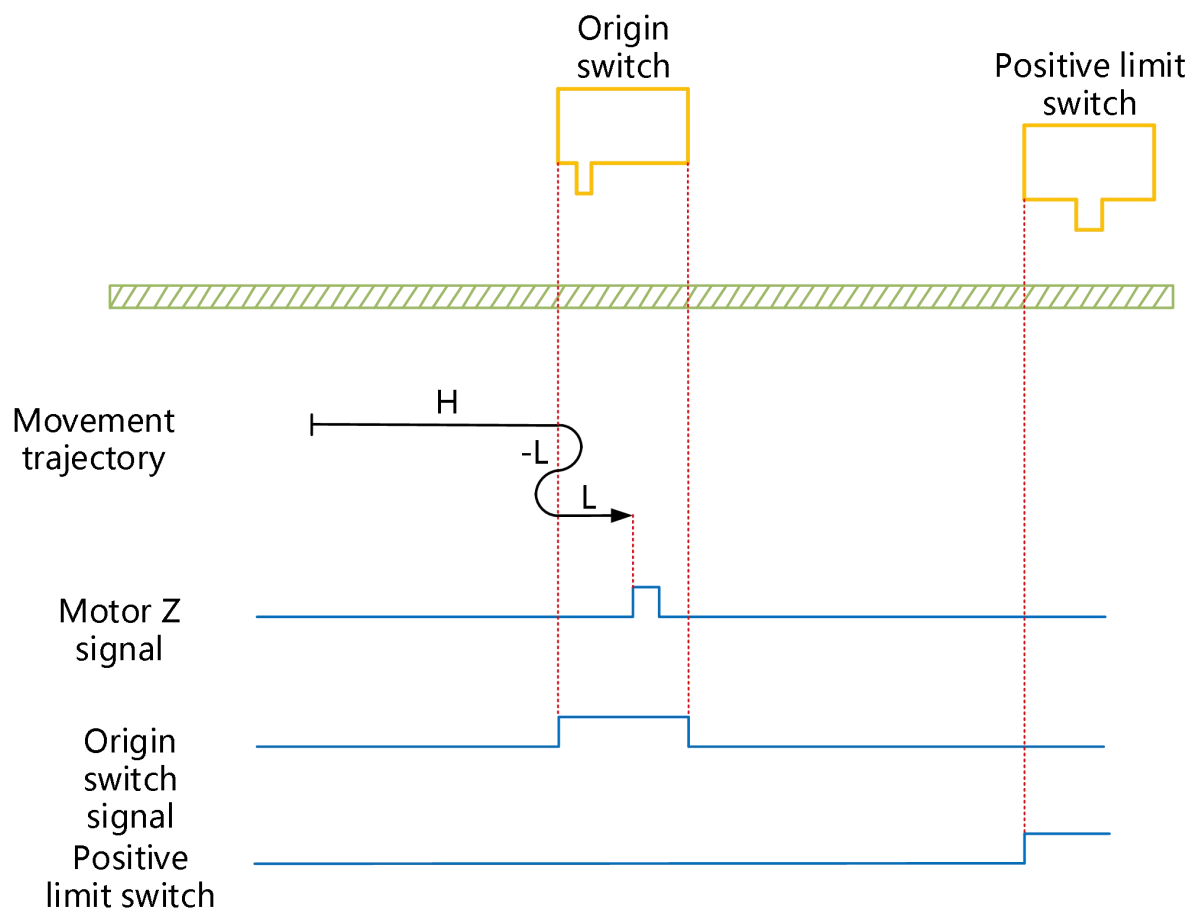 Origin
switch
Positive limit
switch
H
Movement
trajectory
-L
L
Motor Z
signal
Origin
switch
signal
Positive
limit switch